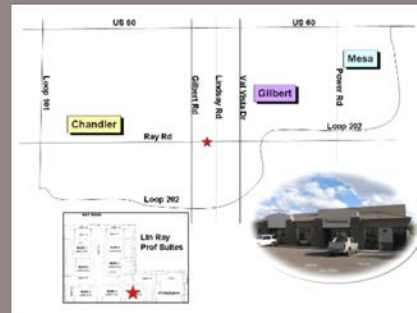 US 60
US 60
Mesa
Loop 101
Gilbert Rd
Lindsay Rd
Val Vista Dr
Gilbert
Power Rd
Chandler
Loop 202
Ray Rd
Loop 202
Lin Ray
Prof Suites